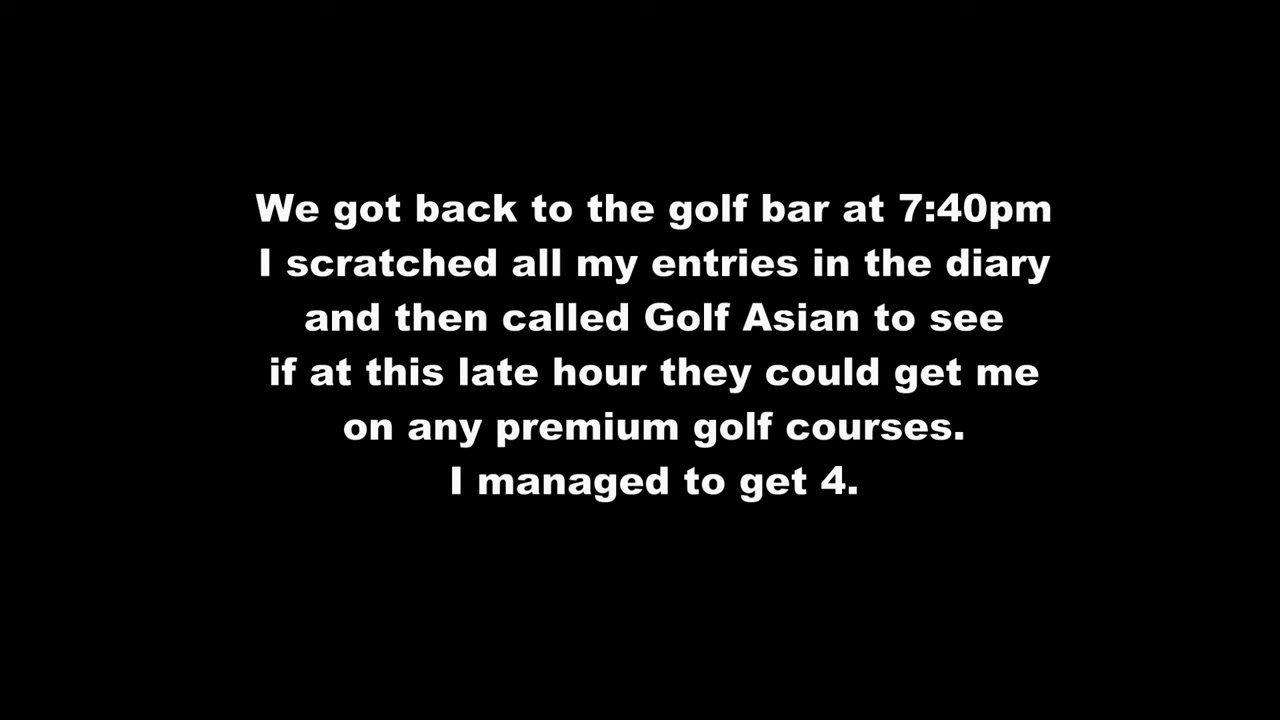 We got back to the golf bar at 7:40pm
I scratched all my entries in the diary
and then called Golf Asian to see
if at this late hour they could get me
on any premium golf courses.
I managed to get 4.